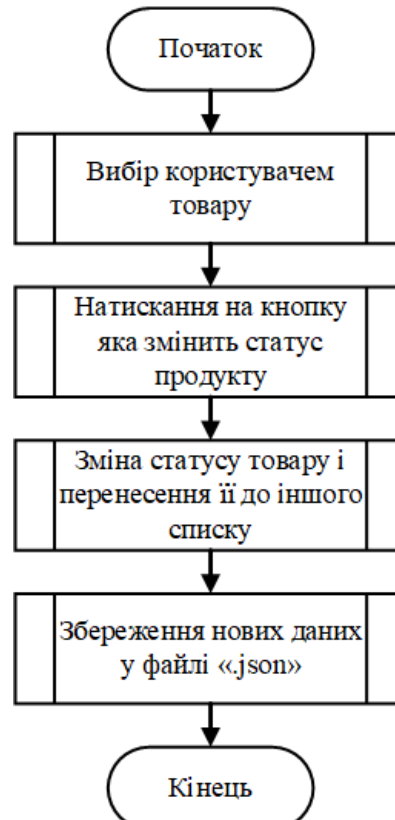 Початок
Вибір користувачем
товару
Натискання на кнопку
яка змінить статус
продукту
Зміна статусу товару і
перенесення її до іншого
списку
Збереження нових даних
у файлі «.json»
Кінець